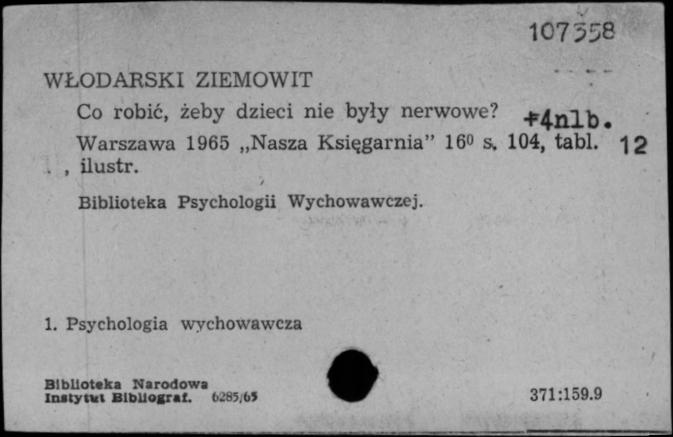 107358
WŁODARSKI ZIEMOWIT
Co robić, żeby dzieci nie były nerwowe? +4nlb.
Warszawa 1965 „Nasza Księgarnia” 16⁰ s. 104, tabl. 12
, ilustr.
Biblioteka Psychologii Wychowawczej.
1. Psychologia wychowawcza
Biblioteka Narodowa
Instytut Bibliograf. 6285/65
371:159.9